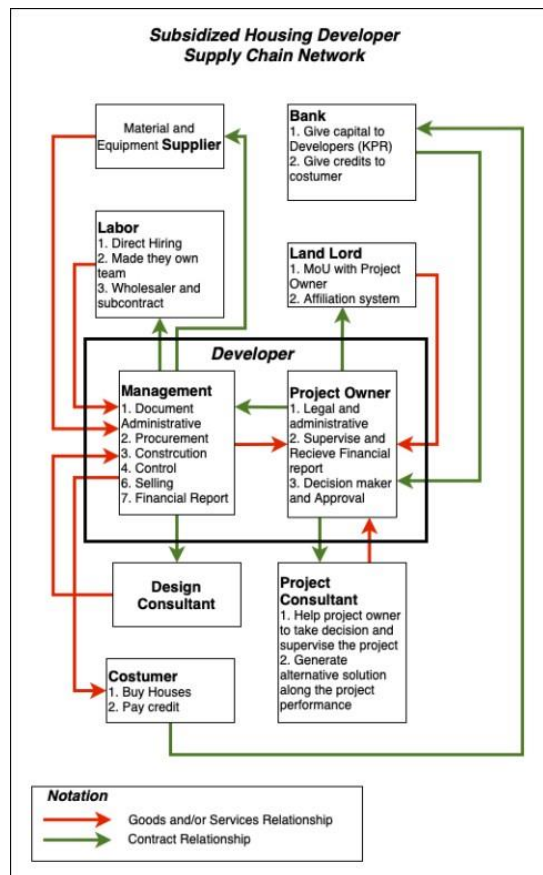 Subsidized Housing Developer
Supply Chain Network
Material and
Equipment Supplier
Bank
1. Give capital to
Developers (KPR)
2. Give credits to
costumer
Labor
1. Direct Hiring
2. Made they own
team
3. Wholesaler and
subcontract
Land Lord
1. MoU with Project
Owner
2. Affiliation system
Developer
Management
1. Document
Administrative
2. Procurement
3. Constrcution
4. Control
6. Selling
7. Financial Report
Project Owner
1. Legal and
administrative
2. Supervise and
Recieve Financial
report
3. Decision maker
and Approval
Design
Consultant
Project
Consultant
1. Help project owner
to take decision and
supervise the project
2. Generate
alternative solution
along the project
performance
Costumer
1. Buy Houses
2. Pay credit
Notation
Goods and/or Services Relationship
Contract Relationship